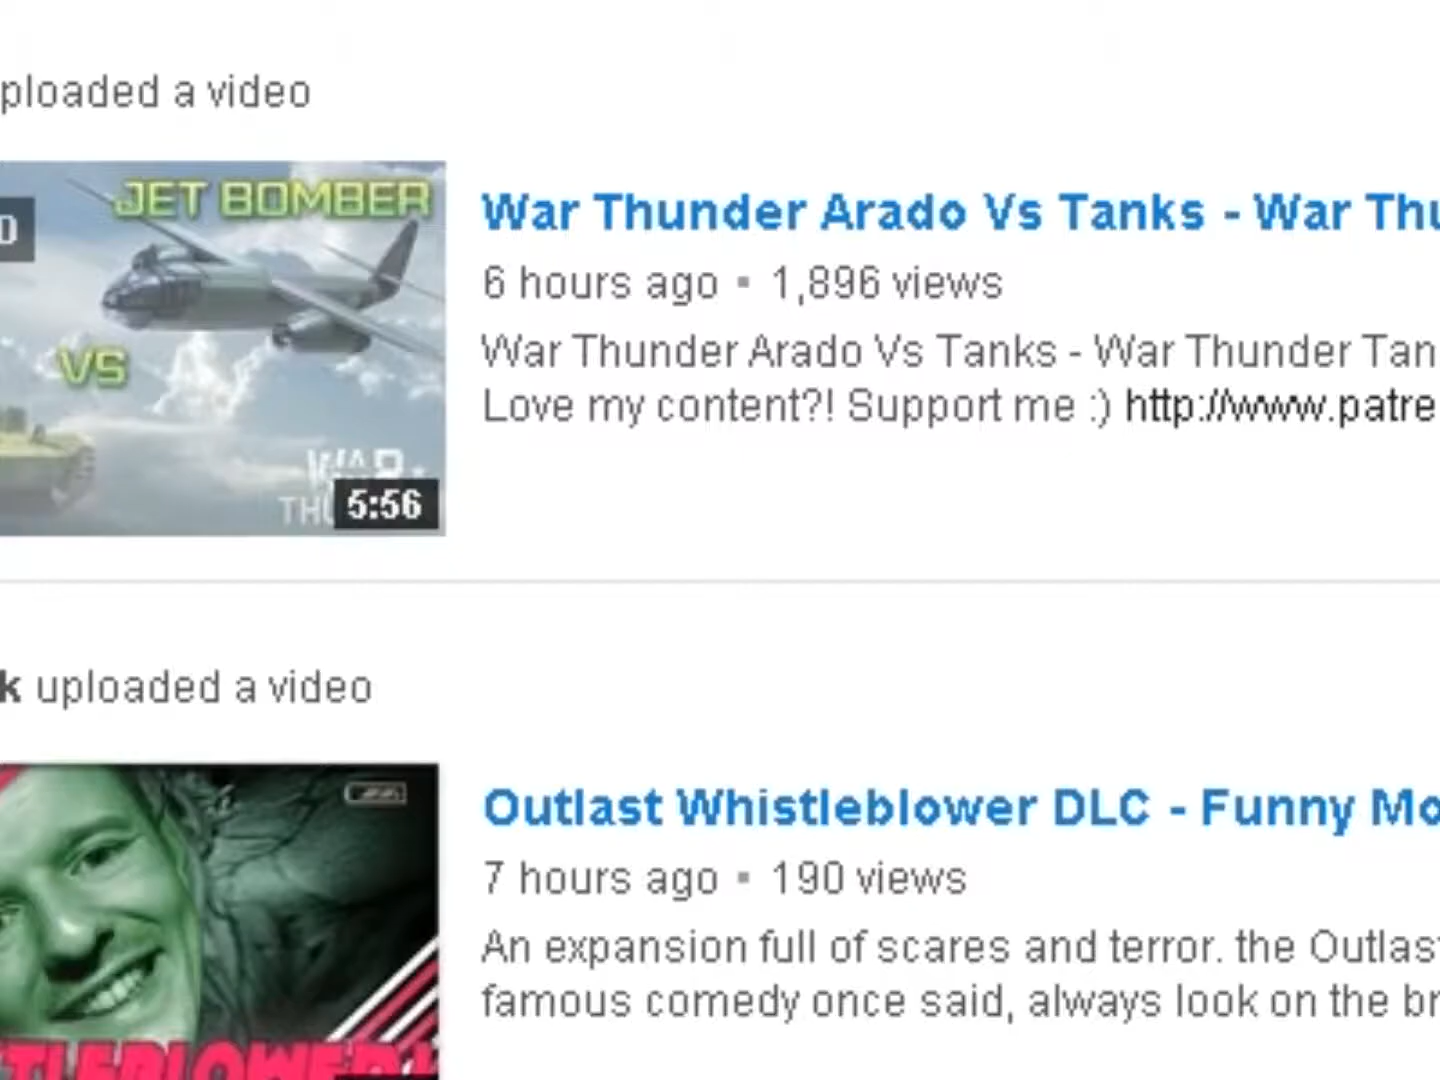 uploaded a video
JET BOMBER
VS
WAR
5:56
War Thunder Arado Vs Tanks - War Thu
6 hours ago • 1,896 views
War Thunder Arado Vs Tanks - War Thunder Tan
Love my content?! Support me :) http://www.patre
k uploaded a video
Outlast Whistleblower DLC - Funny Mo
7 hours ago • 190 views
An expansion full of scares and terror. the Outlast
famous comedy once said, always look on the br